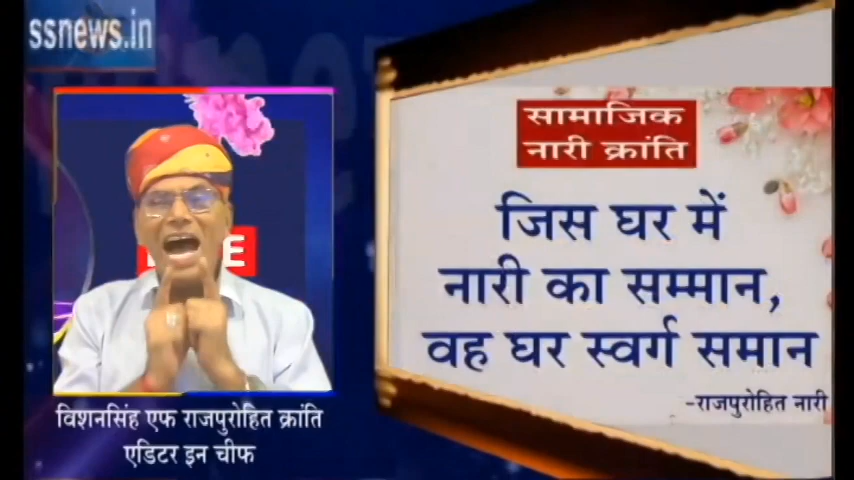 ssnews.in
सामाजिक
नारी क्रांति
जिस घर में
नारी का सम्मान,
वह घर स्वर्ग समान
-राजपुरोहित नारी
विशनसिंह एफ राजपुरोहित क्रांति
एडिटर इन चीफ